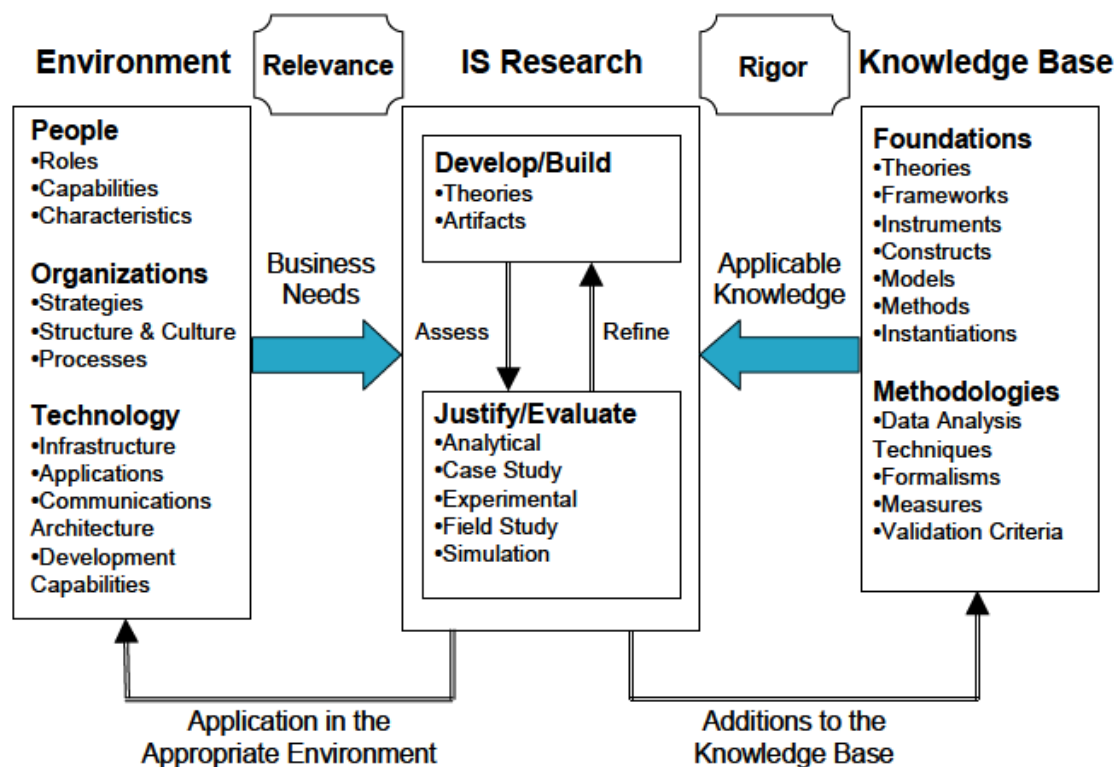 Environment
Relevance
IS Research
Rigor
Knowledge Base
People
•Roles
•Capabilities
•Characteristics
Organizations
•Strategies
•Structure & Culture
•Processes
Technology
•Infrastructure
•Applications
•Communications
Architecture
•Development
Capabilities
Business
Needs
Develop/Build
•Theories
•Artifacts
Assess
Refine
Justify/Evaluate
•Analytical
•Case Study
•Experimental
•Field Study
•Simulation
Applicable
Knowledge
Foundations
•Theories
•Frameworks
•Instruments
•Constructs
•Models
•Methods
•Instantiations
Methodologies
•Data Analysis
Techniques
•Formalisms
•Measures
•Validation Criteria
Application in the
Appropriate Environment
Additions to the
Knowledge Base